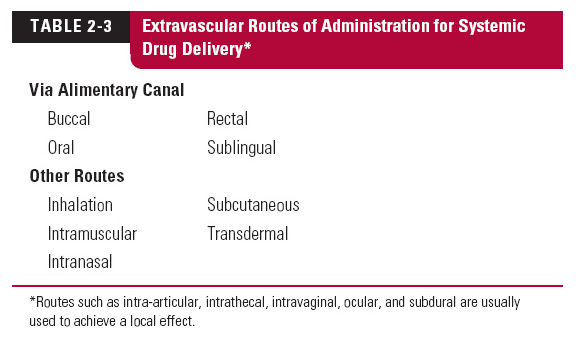 TABLE 2-3 Extravascular Routes of Administration for Systemic
Drug Delivery*
Via Alimentary Canal
Buccal Rectal
Oral Sublingual
Other Routes
Inhalation Subcutaneous
Intramuscular Transdermal
Intranasal
*Routes such as intra-articular, intrathecal, intravaginal, ocular, and subdural are usually
used to achieve a local effect.